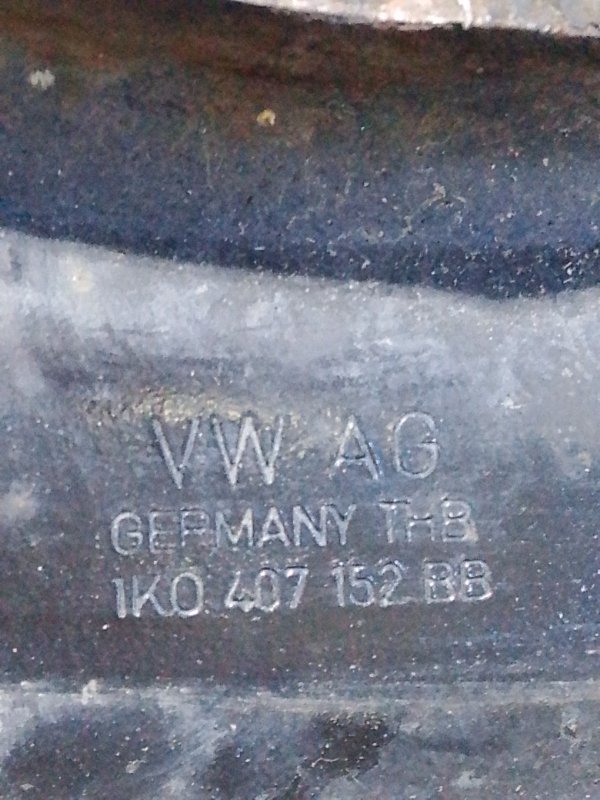 VW AG
GERMANY THB
1K0 407 152 BB